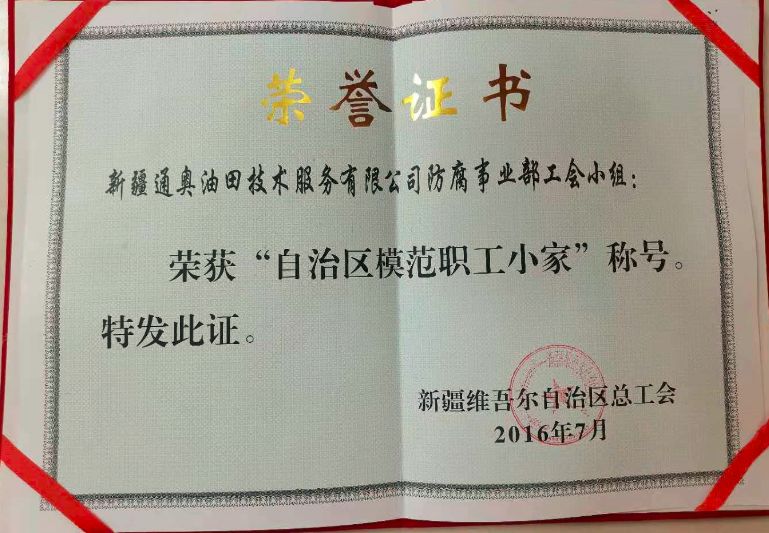 荣誉证书
新疆通奥油田技术服务有限公司防腐事业部工会小组：
荣获“自治区模范职工小家”称号。
特发此证。
新疆维吾尔自治区总工会
2016年7月